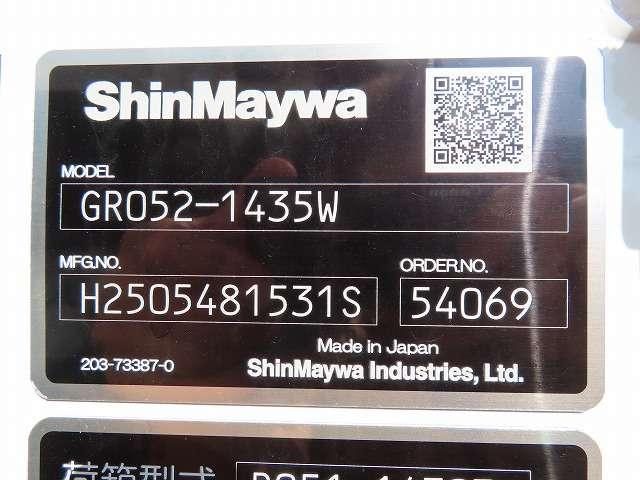 ShinMaywa
MODEL
GR052-1435W
MFG.NO. ORDER.NO.
H2505481531S 54069
Made in Japan
203-73387-0 ShinMaywa Industries, Ltd.
荷箱型式